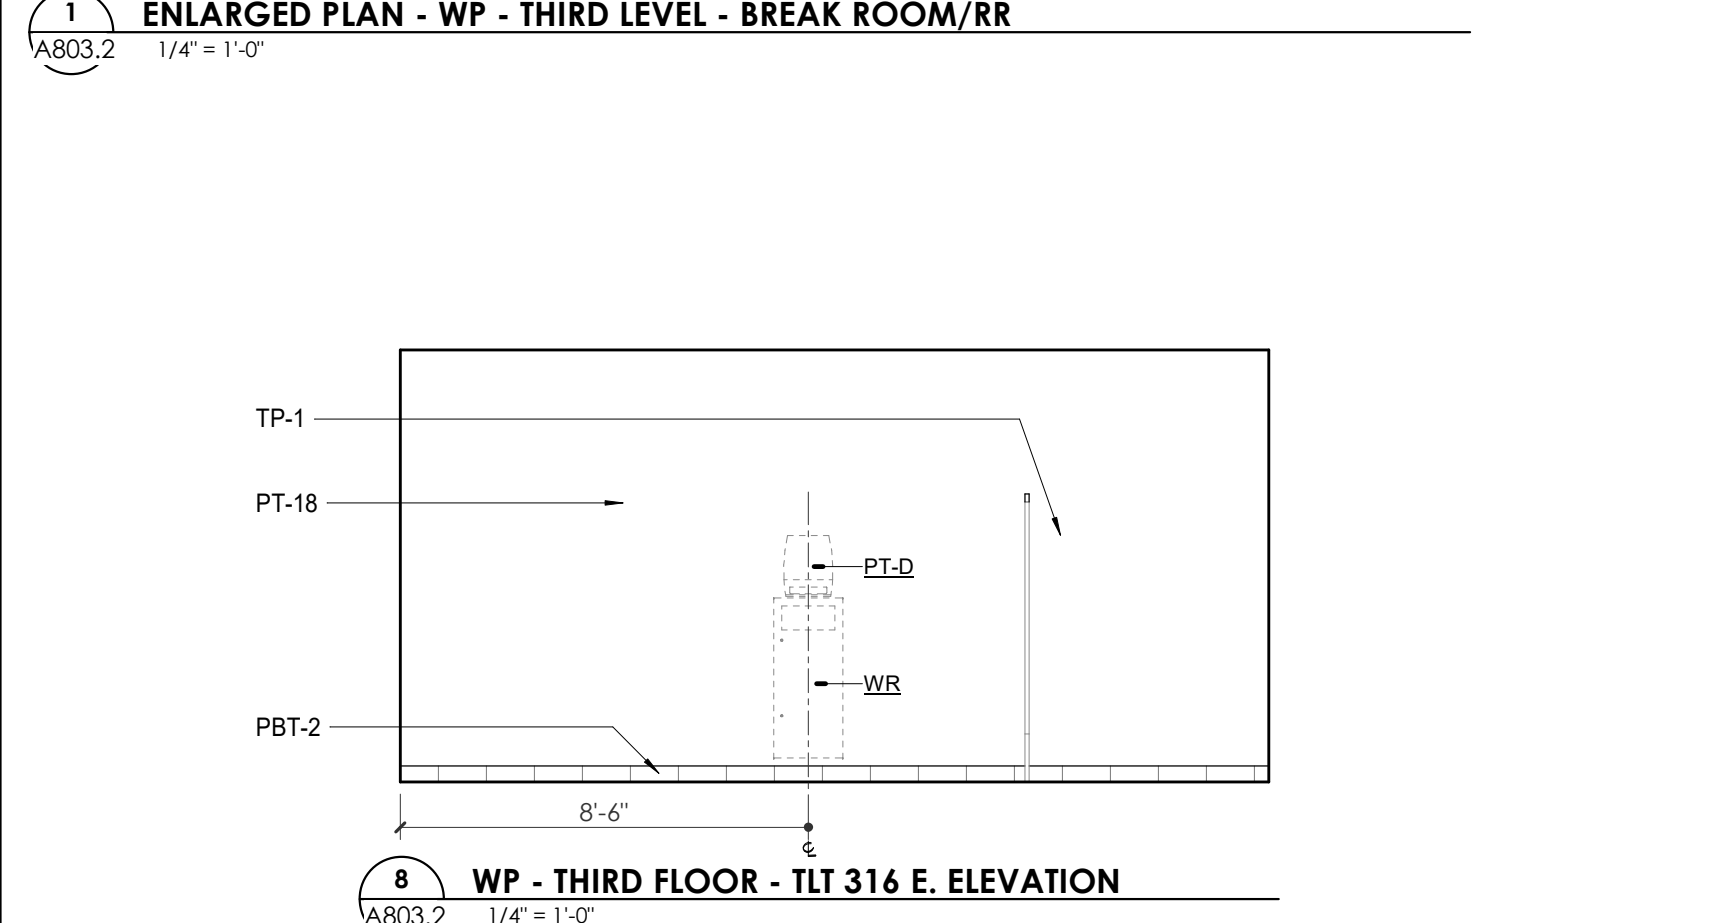 1
ENLARGED PLAN - WP - THIRD LEVEL - BREAK ROOM/RR
A803.2
1/4" = 1'-0"
TP-1
PT-18
PT-D
WR
PBT-2
8'-6"
℄
8
WP - THIRD FLOOR - TLT 316 E. ELEVATION
A803.2
1/4" = 1'-0"